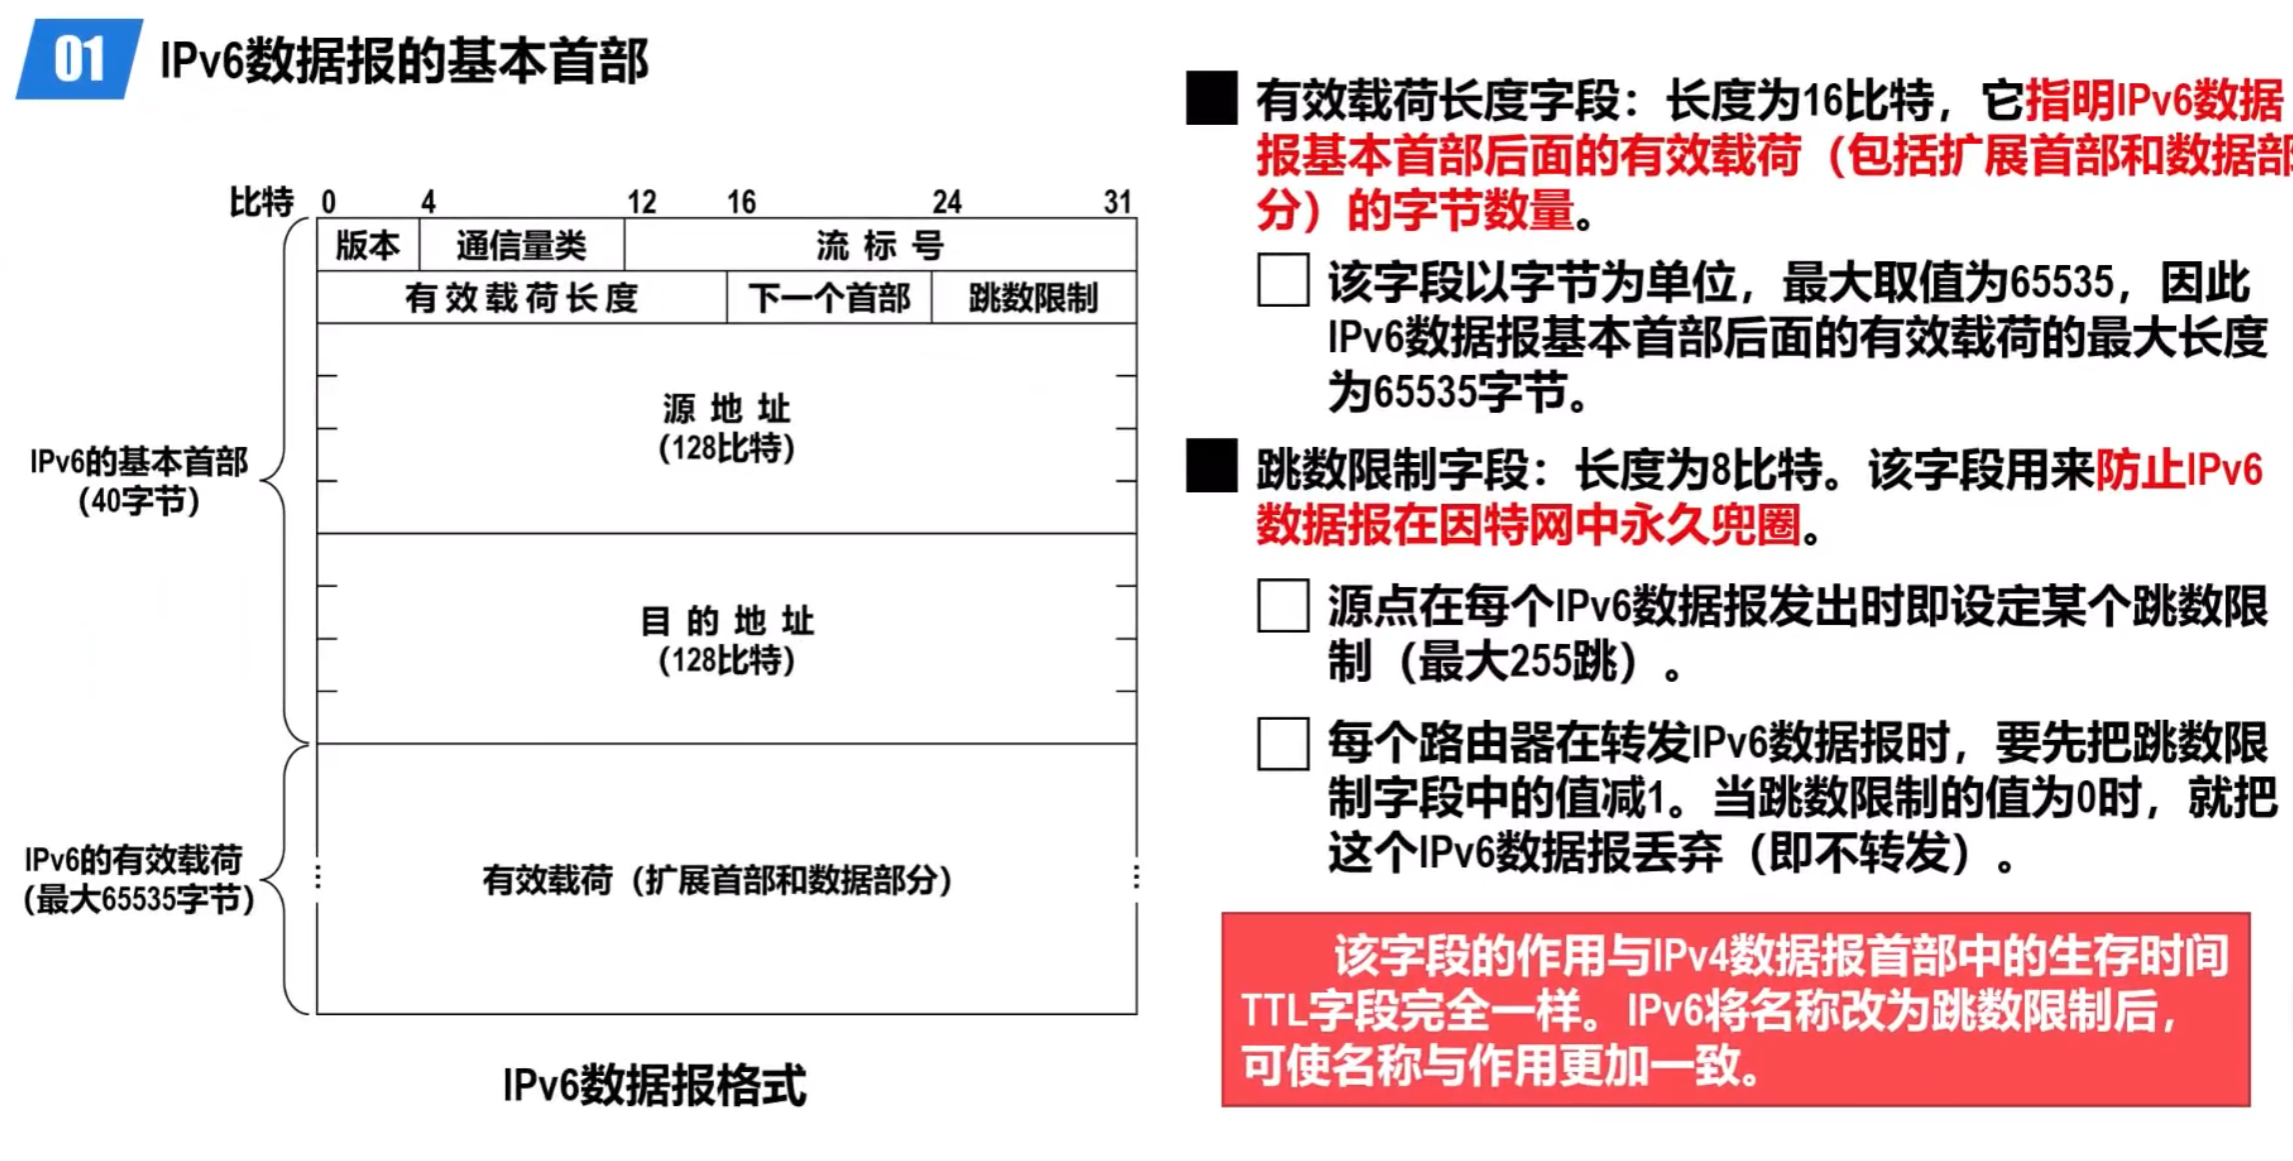 01 IPv6数据报的基本首部
比特 0 4 12 16 24 31
版本 通信量类 流标号
有效载荷长度 下一个首部 跳数限制
源地址
(128比特)
IPv6的基本首部
(40字节)
目的地址
(128比特)
IPv6的有效载荷
(最大65535字节)
有效载荷（扩展首部和数据部分）
IPv6数据报格式
有效载荷长度字段：长度为16比特，它指明IPv6数据
报基本首部后面的有效载荷（包括扩展首部和数据部
分）的字节数量。
该字段以字节为单位，最大取值为65535，因此
IPv6数据报基本首部后面的有效载荷的最大长度
为65535字节。
跳数限制字段：长度为8比特。该字段用来防止IPv6
数据报在因特网中永久兜圈。
源点在每个IPv6数据报发出时即设定某个跳数限
制（最大255跳）。
每个路由器在转发IPv6数据报时，要先把跳数限
制字段中的值减1。当跳数限制的值为0时，就把
这个IPv6数据报丢弃（即不转发）。
该字段的作用与IPv4数据报首部中的生存时间
TTL字段完全一样。IPv6将名称改为跳数限制后，
可使名称与作用更加一致。